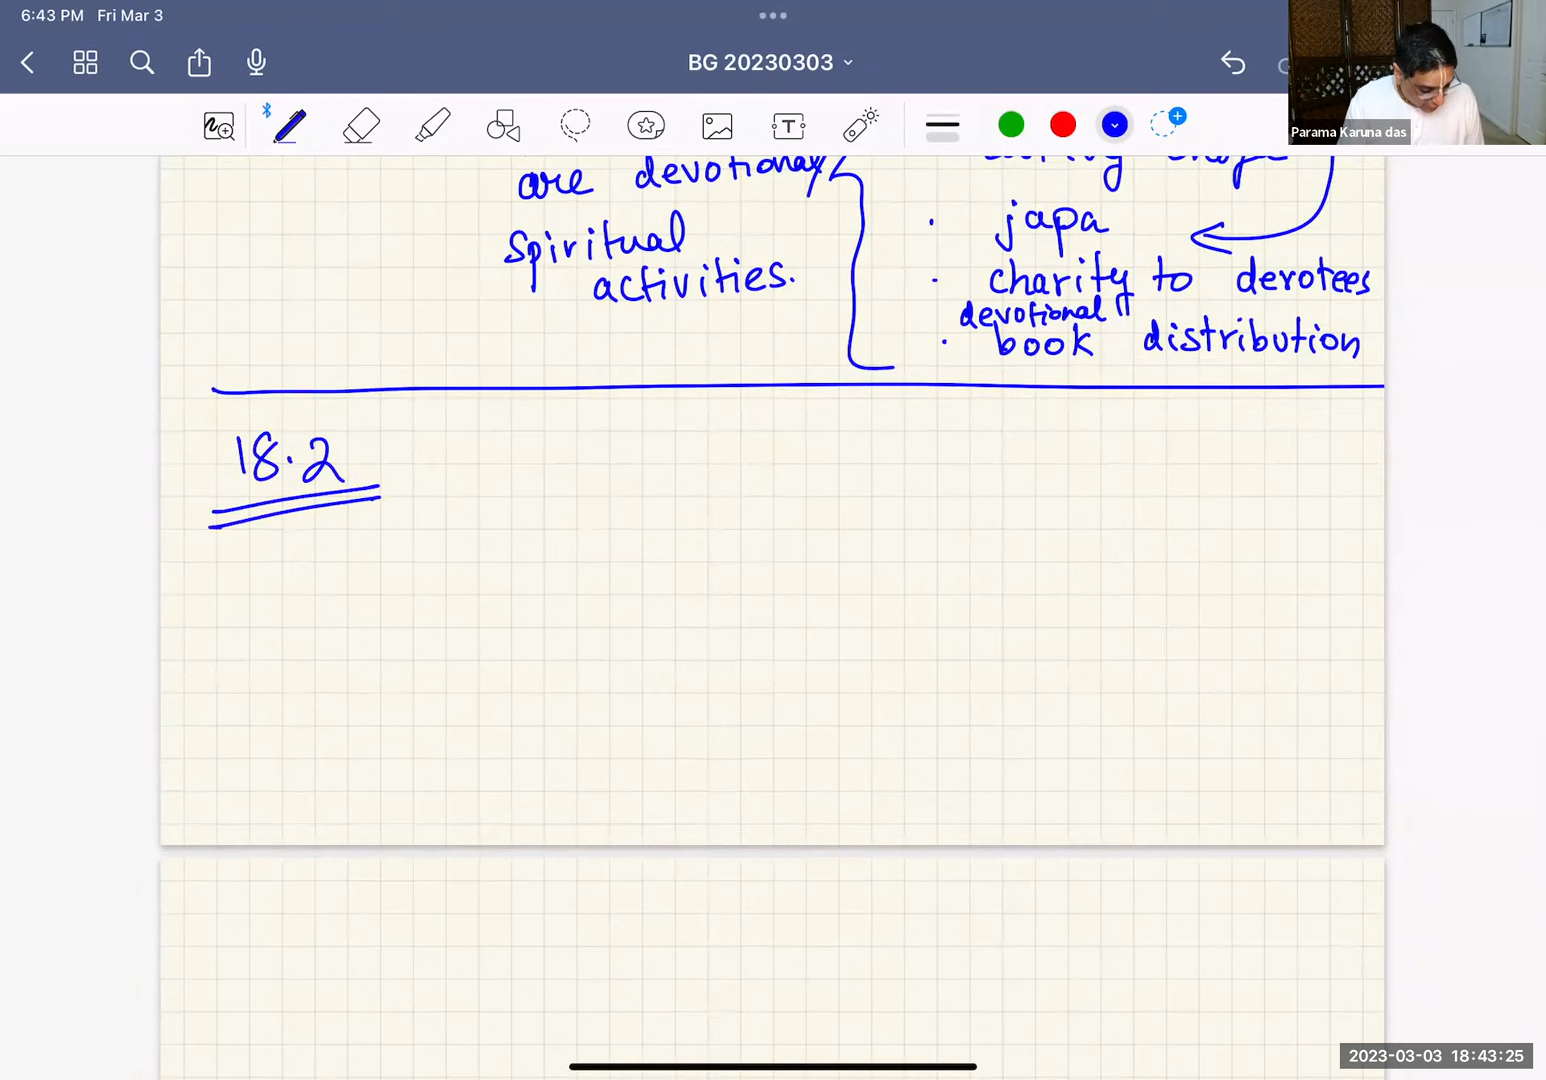 6:43 PM Fri Mar 3
BG 20230303
T
Parama Karuna das
are devotional
spiritual
activities.
· japa
· charity to devotees
devotional
· book distribution
18.2
2023-03-03 18:43:25